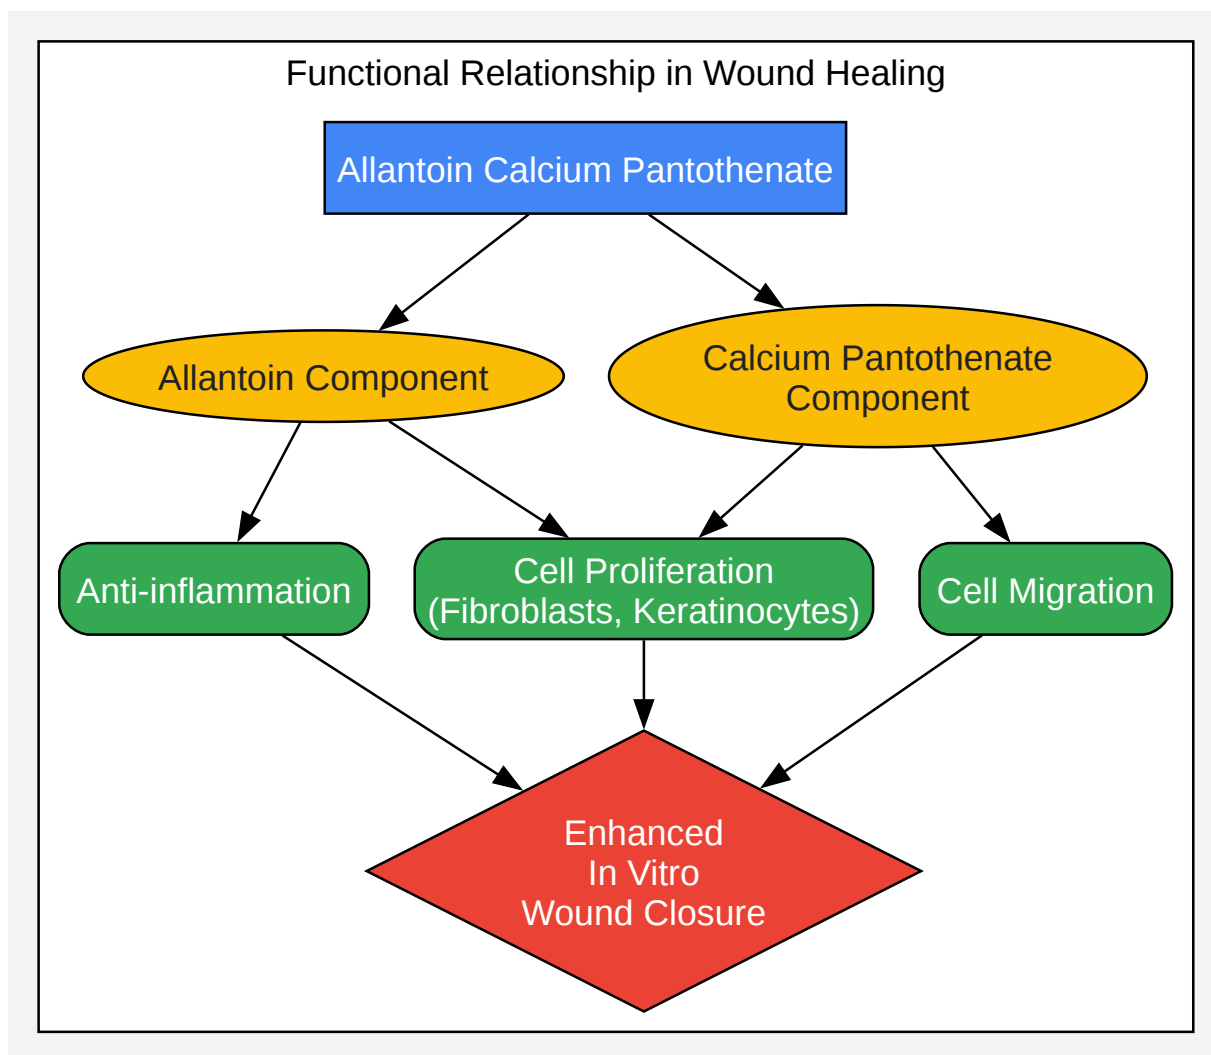 Functional Relationship in Wound Healing
Allantoin Calcium Pantothenate
Allantoin Component
Calcium Pantothenate
Component
Anti-inflammation
Cell Proliferation
(Fibroblasts, Keratinocytes)
Cell Migration
Enhanced
In Vitro
Wound Closure